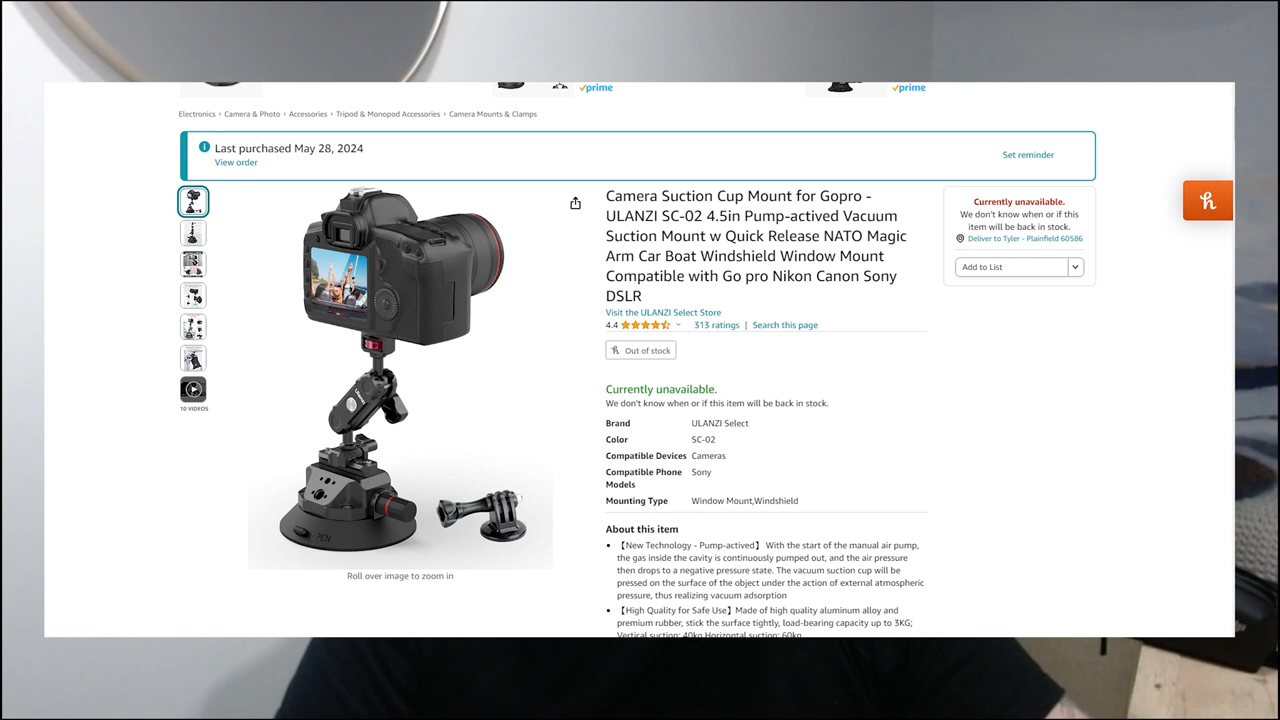 prime
prime
Electronics › Camera & Photo › Accessories › Tripod & Monopod Accessories › Camera Mounts & Clamps
Last purchased May 28, 2024
View order
Set reminder
Camera Suction Cup Mount for Gopro -
ULANZI SC-02 4.5in Pump-actived Vacuum
Suction Mount w Quick Release NATO Magic
Arm Car Boat Windshield Window Mount
Compatible with Go pro Nikon Canon Sony
DSLR
Visit the ULANZI Select Store
4.4
313 ratings | Search this page
Out of stock
Currently unavailable.
We don't know when or if this item will be back in stock.
Brand ULANZI Select
Color SC-02
Compatible Devices Cameras
Compatible Phone Sony
Models
Mounting Type Window Mount,Windshield
About this item
• 【New Technology - Pump-actived】 With the start of the manual air pump,
the gas inside the cavity is continuously pumped out, and the air pressure
then drops to a negative pressure state. The vacuum suction cup will be
pressed on the surface of the object under the action of external atmospheric
pressure, thus realizing vacuum adsorption
• 【High Quality for Safe Use】Made of high quality aluminum alloy and
premium rubber, stick the surface tightly, load-bearing capacity up to 3KG;
Vertical suction: 40kg Horizontal suction: 60kg
Currently unavailable.
We don't know when or if this
item will be back in stock.
Deliver to Tyler - Plainfield 60586
Add to List
10 VIDEOS
Roll over image to zoom in